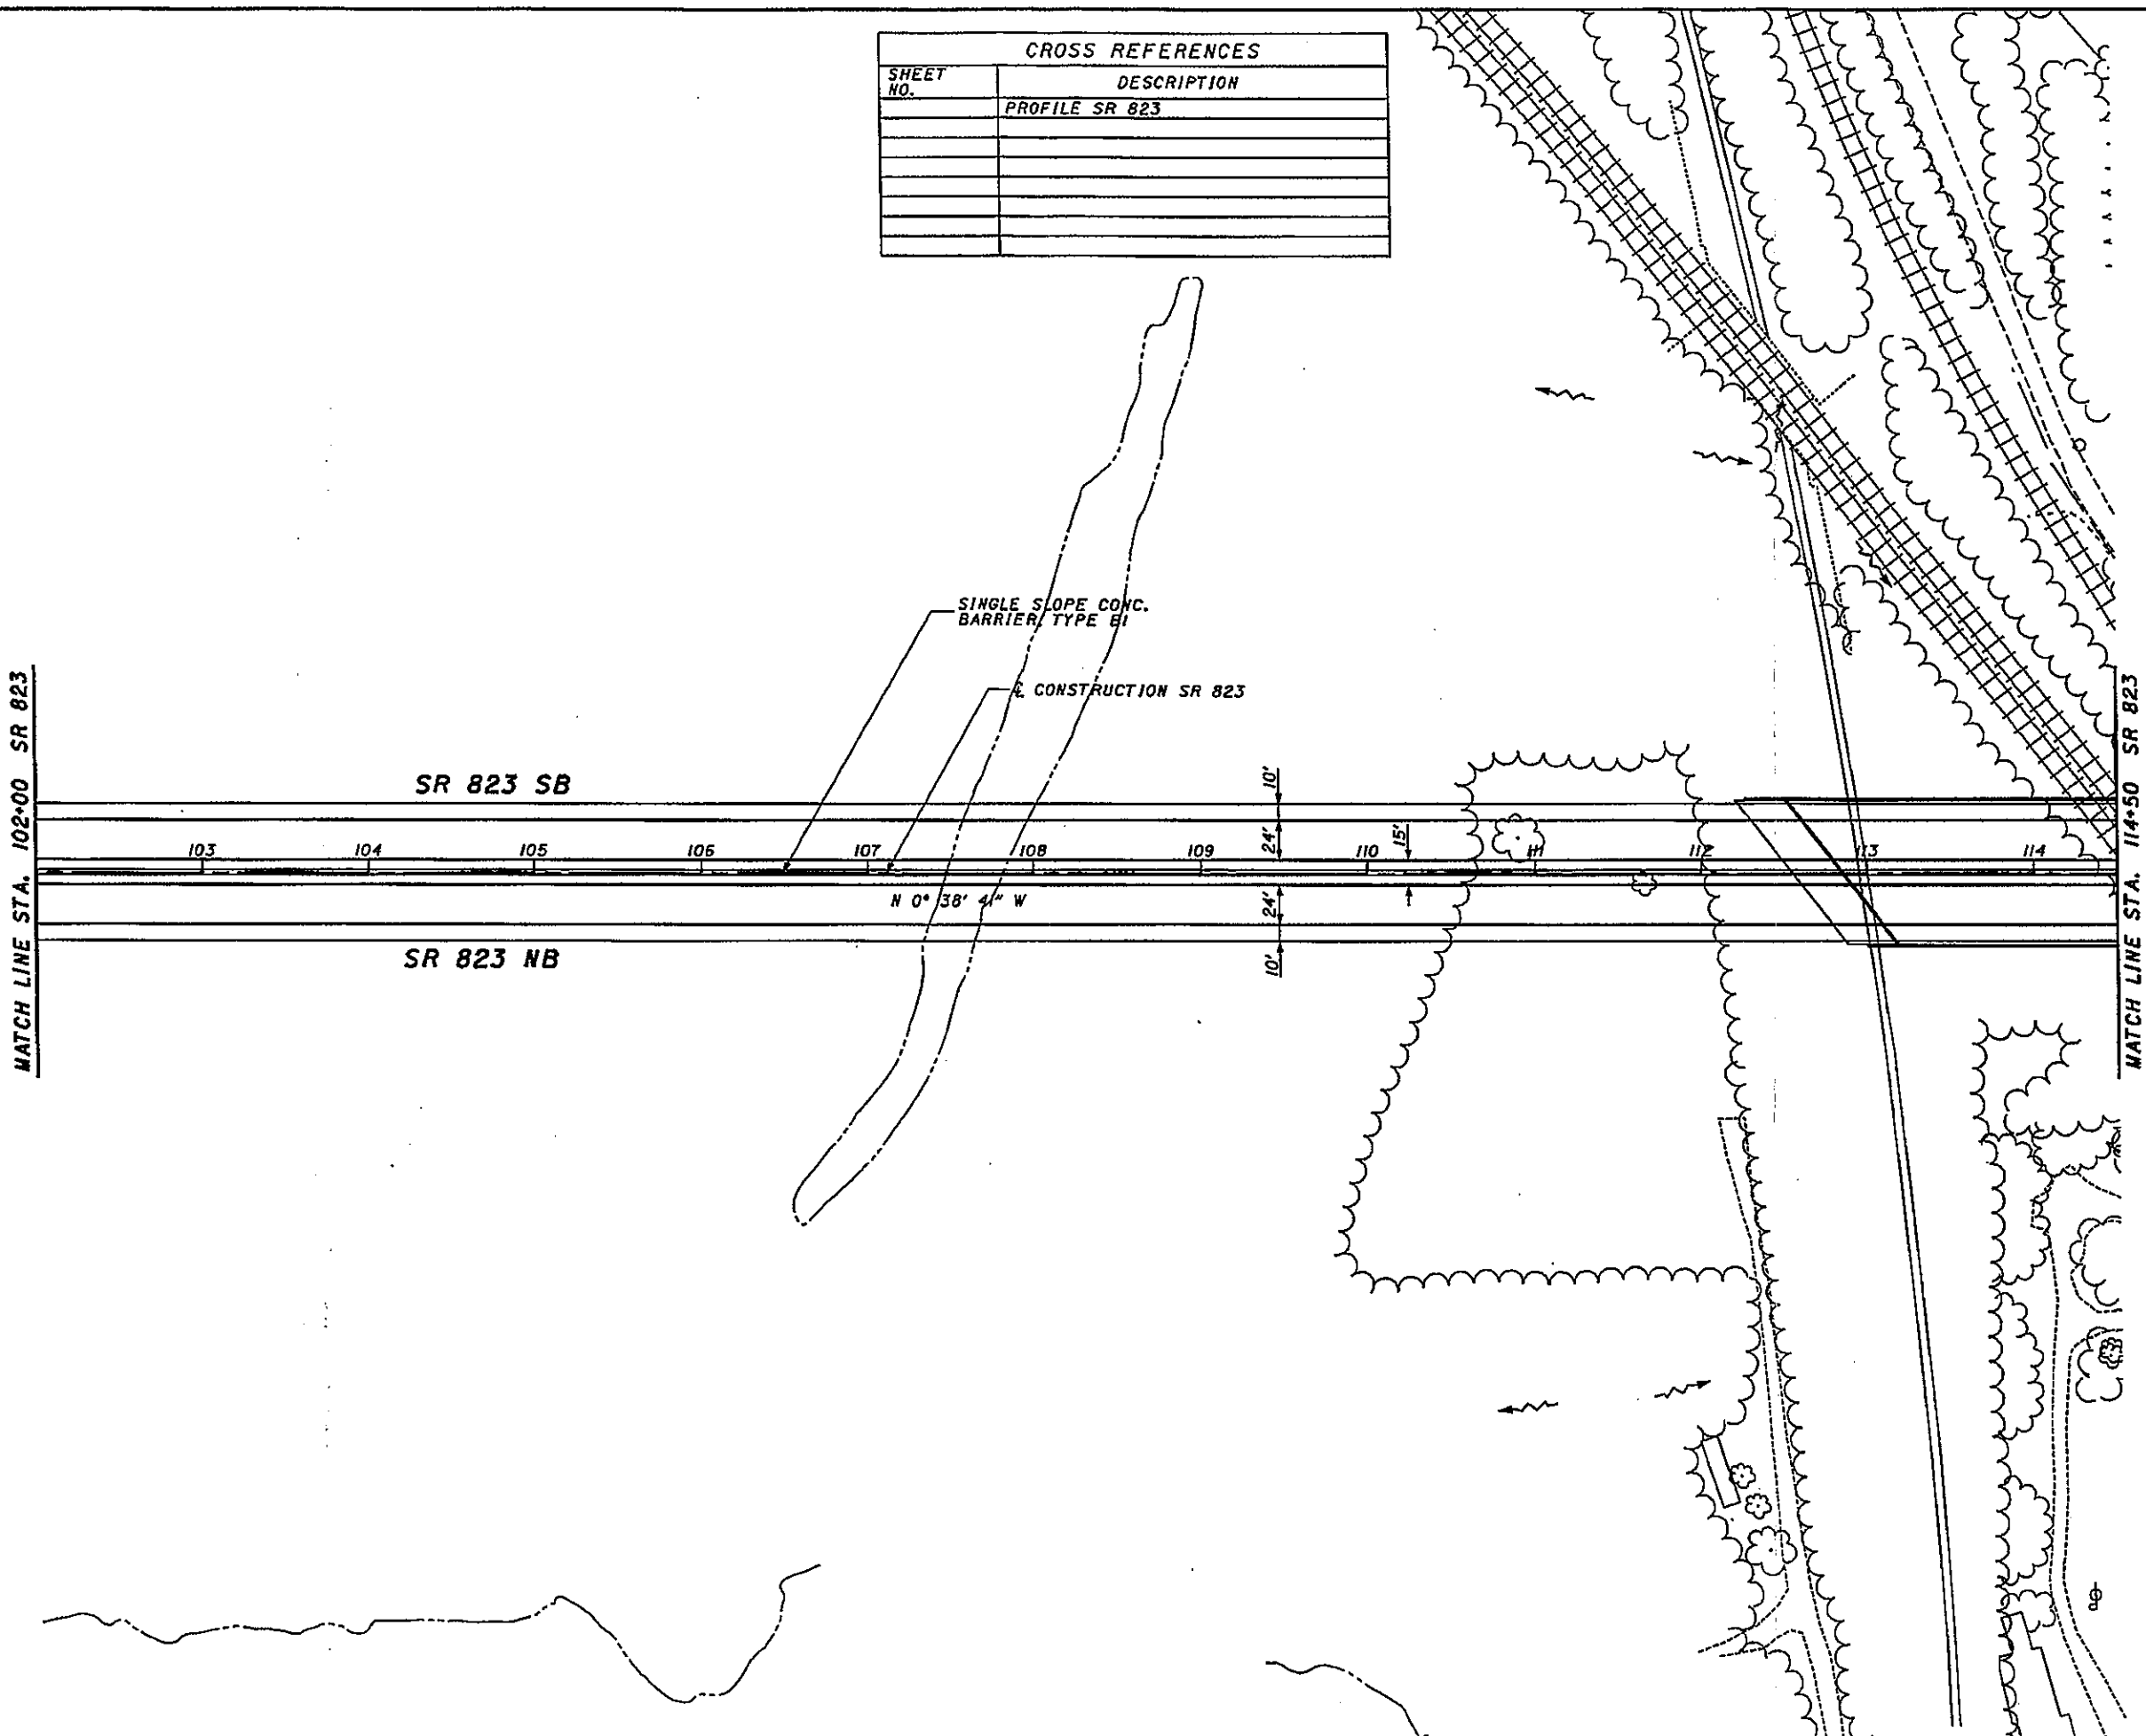 CROSS REFERENCES
SHEET NO. DESCRIPTION
PROFILE SR 823
SINGLE SLOPE CONC.
BARRIER, TYPE B1
℄ CONSTRUCTION SR 823
MATCH LINE STA. 102+00 SR 823
SR 823 SB
10'
24'
15'
103 104 105 106 107 108 109 110 111 112 113 114
N 0° 38' 41" W
24'
10'
SR 823 NB
MATCH LINE STA. 114+50 SR 823